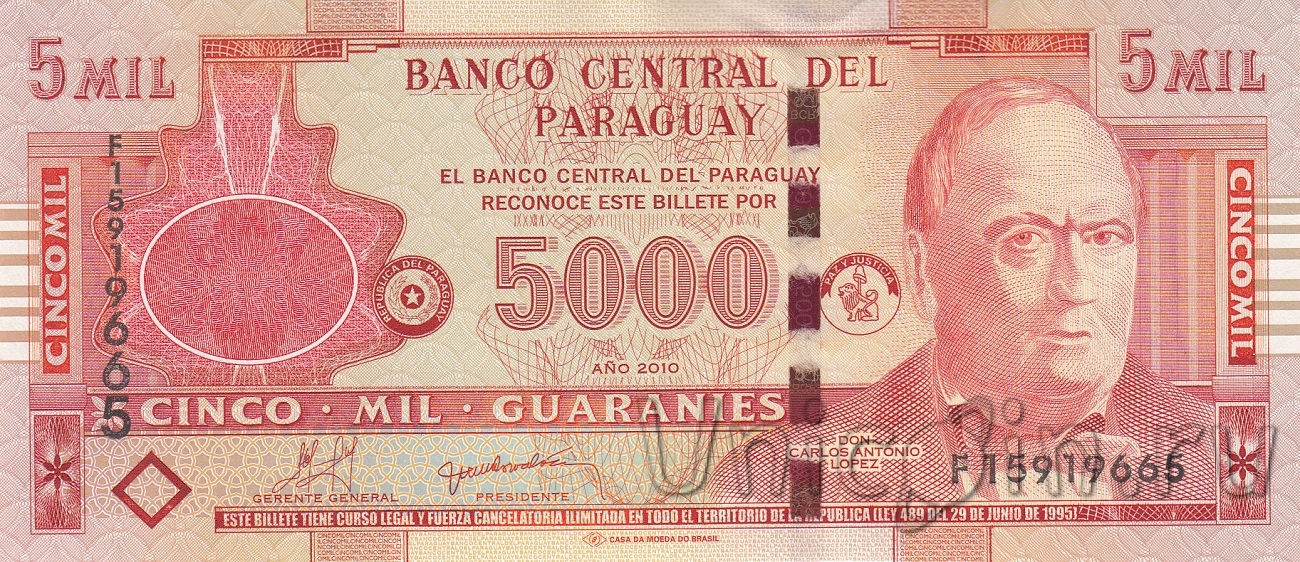 5 MIL
5 MIL
BANCO CENTRAL DEL
PARAGUAY
EL BANCO CENTRAL DEL PARAGUAY
RECONOCE ESTE BILLETE POR
5000
AÑO 2010
CINCO MIL
F15919665
REPUBLICA DEL PARAGUAY
PAZ Y JUSTICIA
CINCO MIL
CINCO · MIL · GUARANIES
DON
CARLOS ANTONIO
LOPEZ
F15919665
GERENTE GENERAL
PRESIDENTE
ESTE BILLETE TIENE CURSO LEGAL Y FUERZA CANCELATORIA ILIMITADA EN TODO EL TERRITORIO DE LA REPUBLICA (LEY 489 DEL 29 DE JUNIO DE 1995)
CASA DA MOEDA DO BRASIL